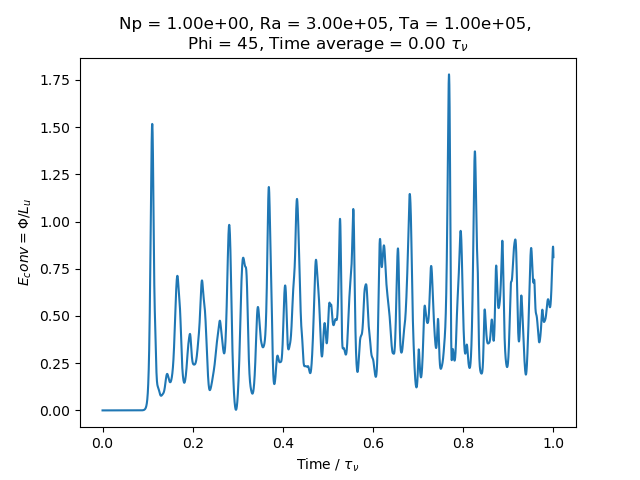 Np = 1.00e+00, Ra = 3.00e+05, Ta = 1.00e+05,
Phi = 45, Time average = 0.00 τν
1.75
1.50
1.25
1.00
0.75
0.50
0.25
0.00
E_conv = Φ/L_u
0.0 0.2 0.4 0.6 0.8 1.0
Time / τν